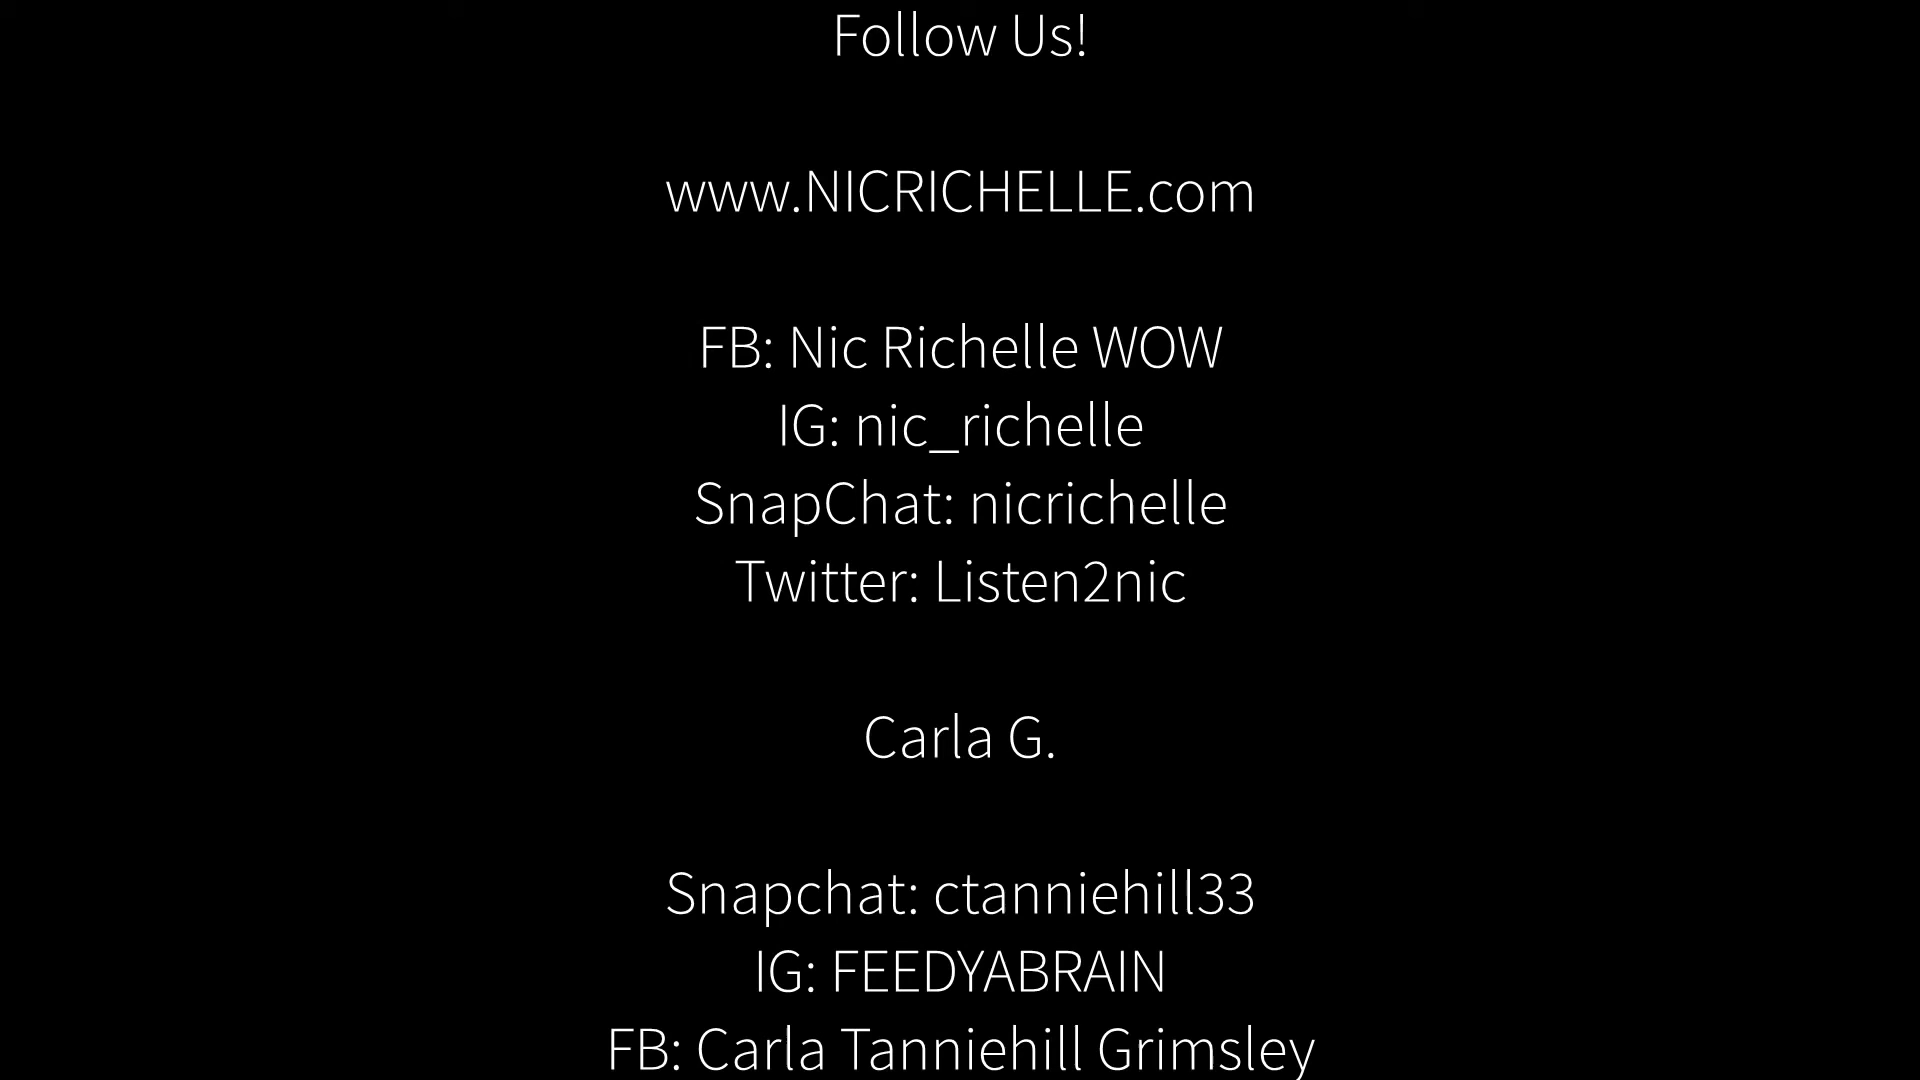 Follow Us!
www.NICRICHELLE.com
FB: Nic Richelle WOW
IG: nic_richelle
SnapChat: nicrichelle
Twitter: Listen2nic
Carla G.
Snapchat: ctanniehill33
IG: FEEDYABRAIN
FB: Carla Tanniehill Grimsley